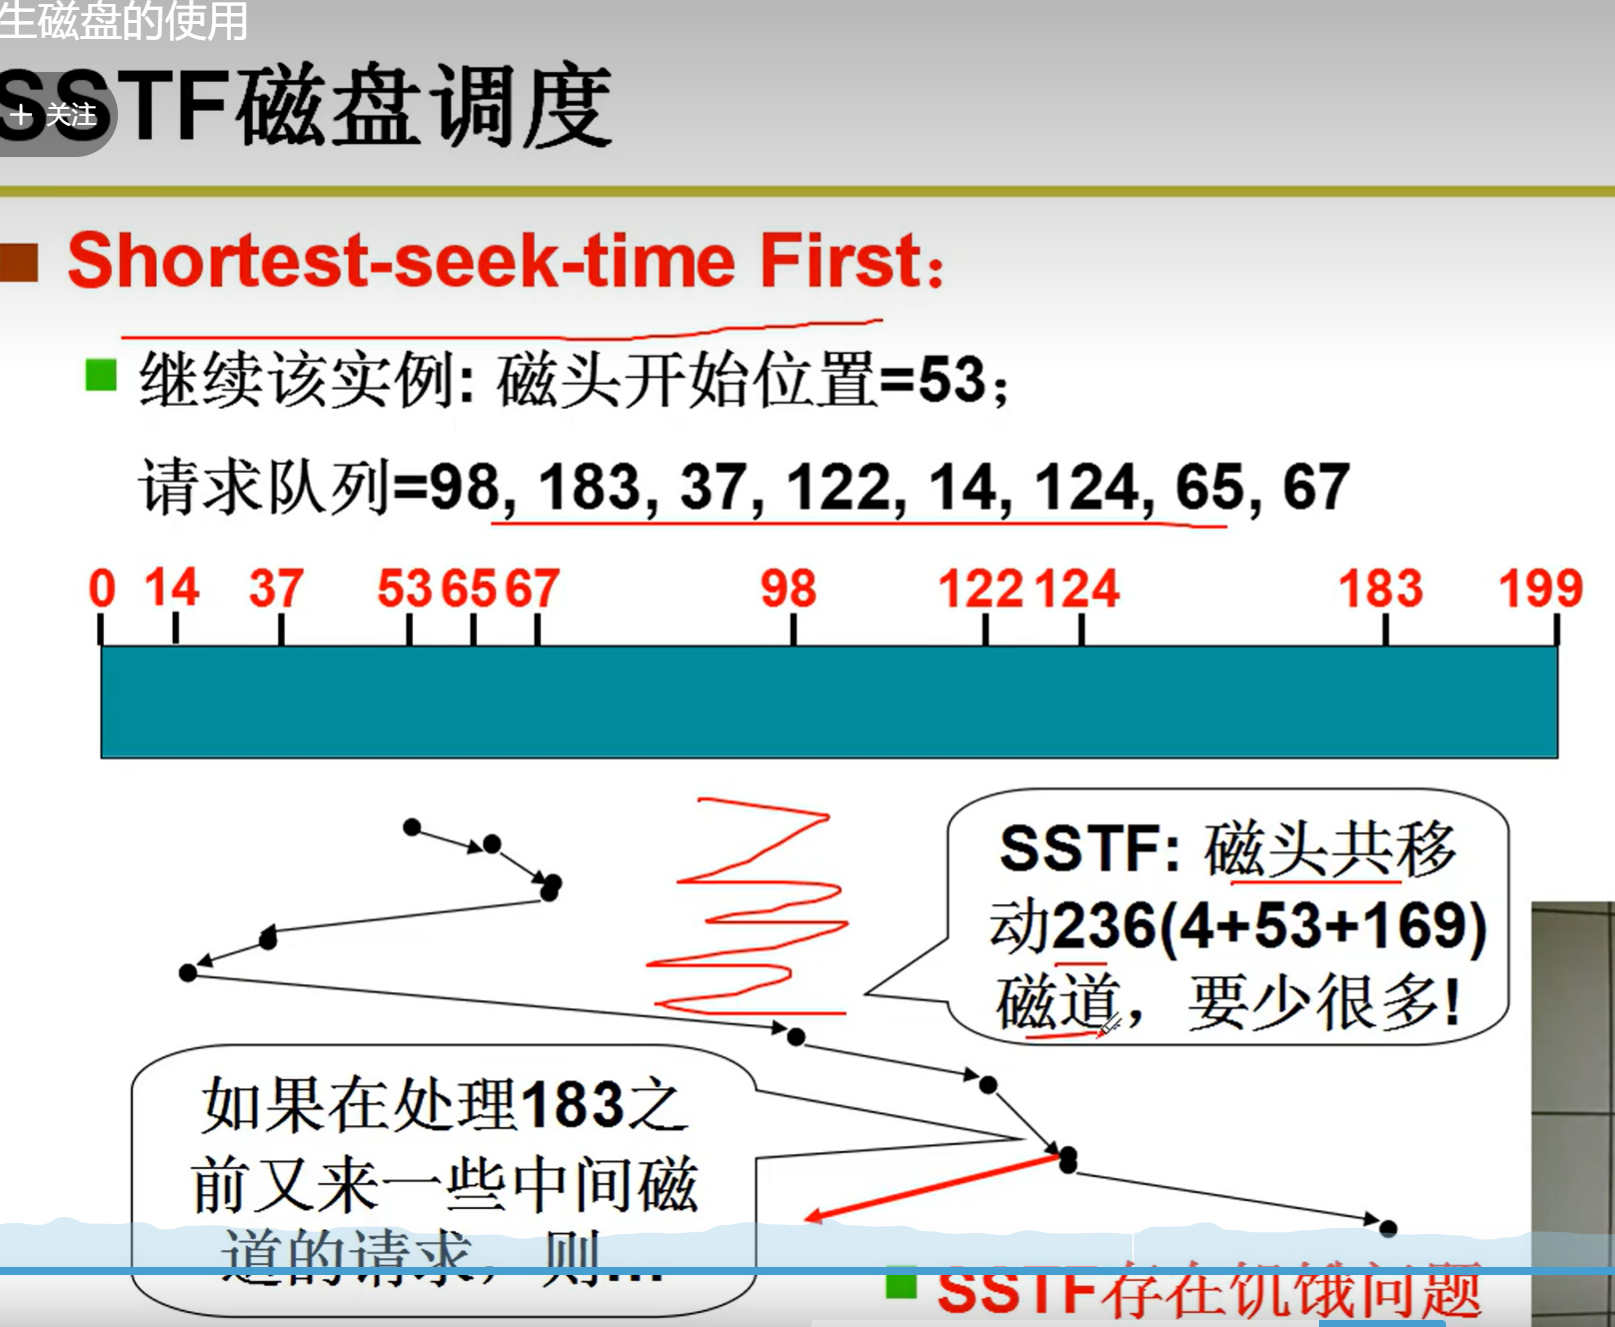 生磁盘的使用
SSTF磁盘调度
+ 关注
Shortest-seek-time First：
继续该实例: 磁头开始位置=53；
请求队列=98, 183, 37, 122, 14, 124, 65, 67
0 14 37 53 65 67 98 122 124 183 199
SSTF: 磁头共移
动236(4+53+169)
磁道，要少很多!
如果在处理183之
前又来一些中间磁
道的请求，则...
SSTF存在饥饿问题